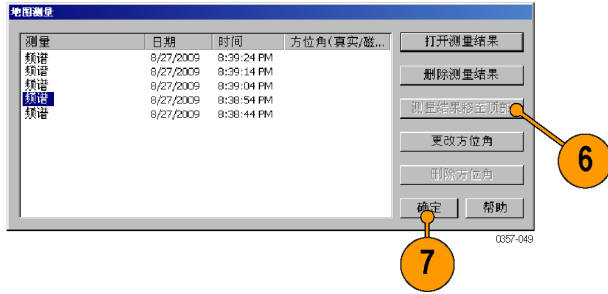 地图测量
测量 日期 时间 方位角(真实/磁...
频谱 8/27/2009 8:39:24 PM
频谱 8/27/2009 8:39:14 PM
频谱 8/27/2009 8:39:04 PM
频谱 8/27/2009 8:38:54 PM
频谱 8/27/2009 8:38:44 PM
打开测量结果
删除测量结果
测量结果移至顶部
更改方位角
删除方位角
确定 帮助
6
7
0357-049